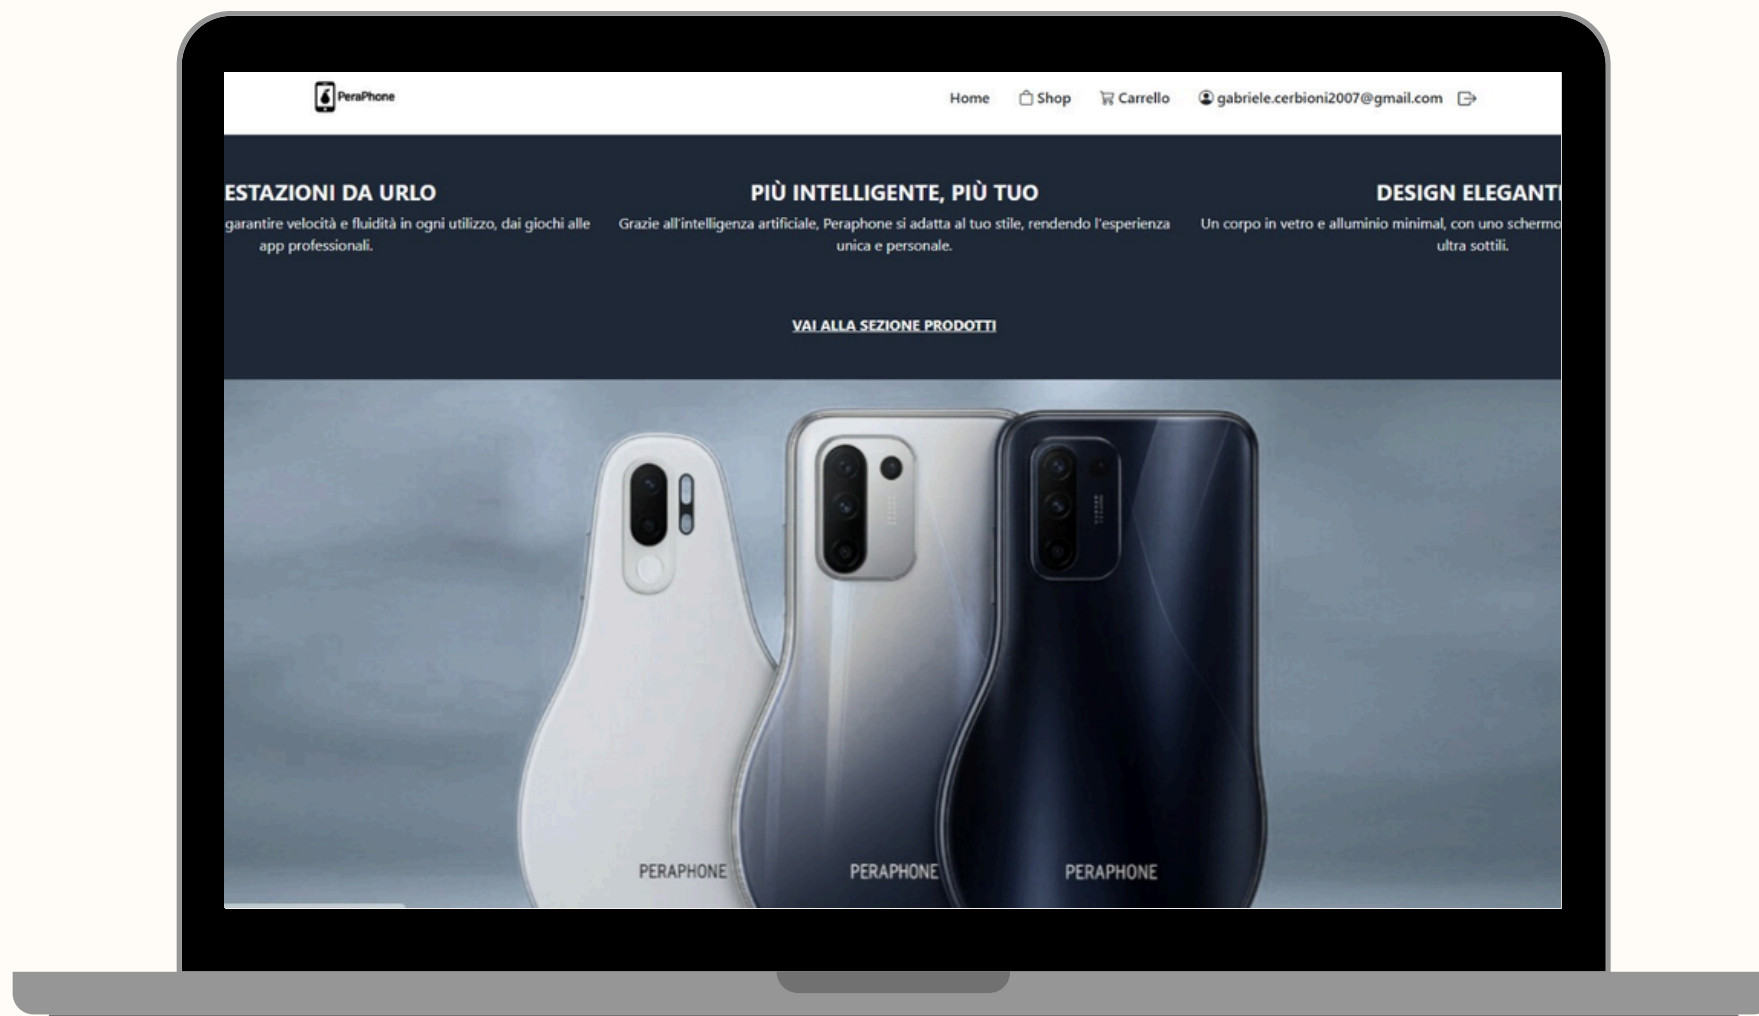 PeraPhone
Home Shop Carrello gabriele.cerbioni2007@gmail.com
ESTAZIONI DA URLO
garantire velocità e fluidità in ogni utilizzo, dai giochi alle
app professionali.
PIÙ INTELLIGENTE, PIÙ TUO
Grazie all'intelligenza artificiale, Peraphone si adatta al tuo stile, rendendo l'esperienza
unica e personale.
DESIGN ELEGANT
Un corpo in vetro e alluminio minimal, con uno schermo
ultra sottili.
VAI ALLA SEZIONE PRODOTTI
PERAPHONE
PERAPHONE
PERAPHONE